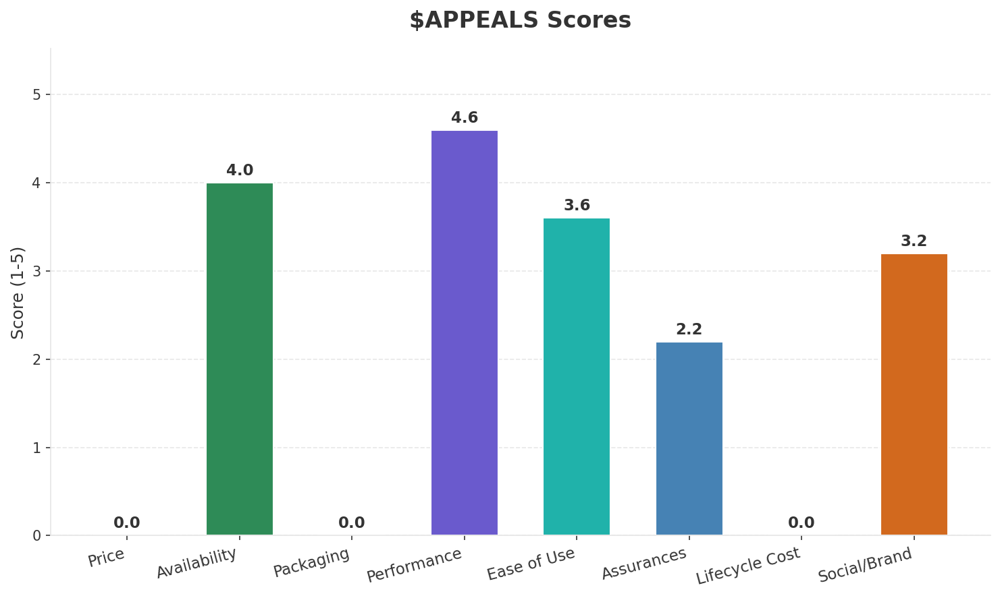 $APPEALS Scores
Score (1-5)
5
4
3
2
1
0
0.0
4.0
0.0
4.6
3.6
2.2
0.0
3.2
Price
Availability
Packaging
Performance
Ease of Use
Assurances
Lifecycle Cost
Social/Brand